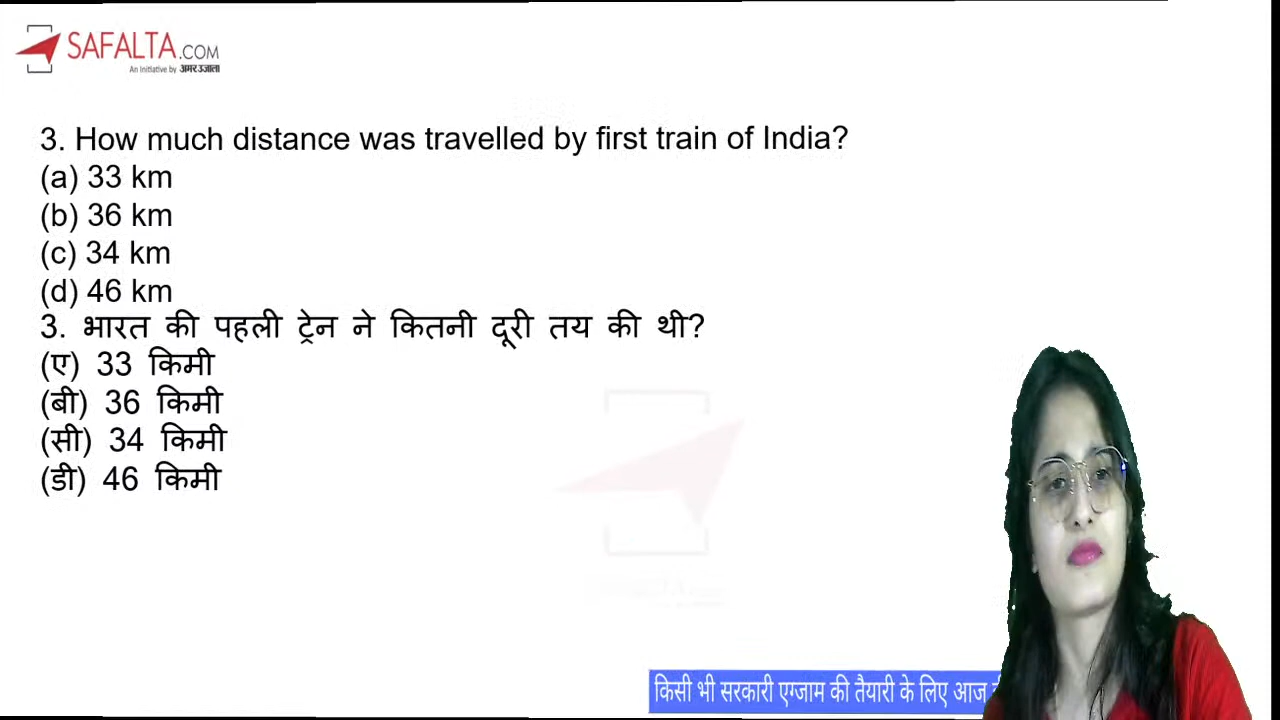 SAFALTA.COM
An Initiative by अमर उजाला
3. How much distance was travelled by first train of India?
(a) 33 km
(b) 36 km
(c) 34 km
(d) 46 km
3. भारत की पहली ट्रेन ने कितनी दूरी तय की थी?
(ए) 33 किमी
(बी) 36 किमी
(सी) 34 किमी
(डी) 46 किमी
किसी भी सरकारी एग्जाम की तैयारी के लिए आज